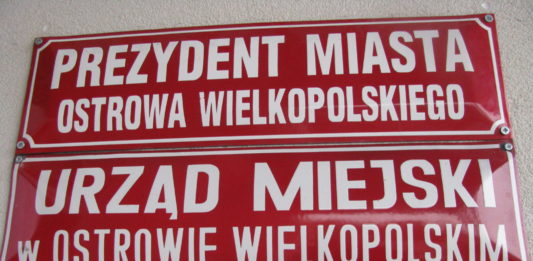 PREZYDENT MIASTA
OSTROWA WIELKOPOLSKIEGO
URZĄD MIEJSKI
w OSTROWIE WIELKOPOLSKIM